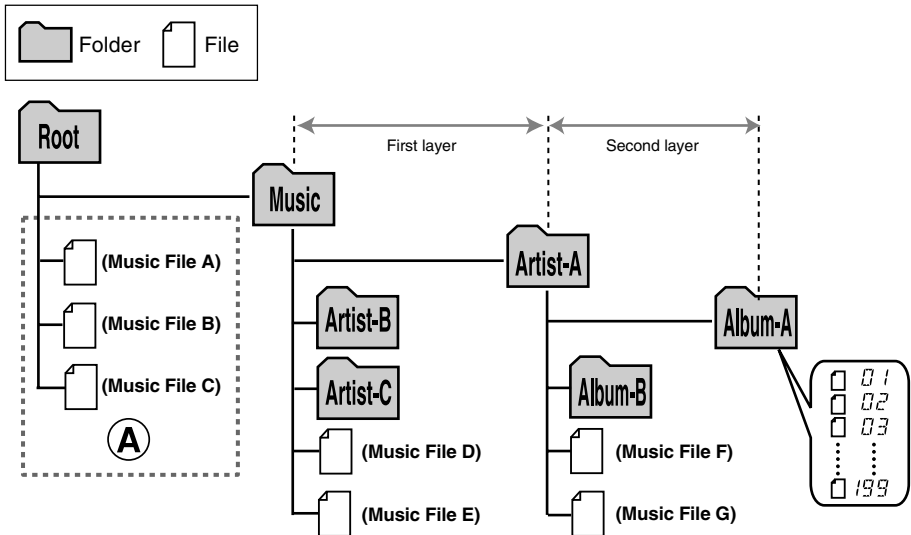 Folder
File
Root
First layer
Second layer
Music
(Music File A)
Artist-A
(Music File B)
Artist-B
Album-A
(Music File C)
Artist-C
Album-B
01
02
03
199
A
(Music File D)
(Music File F)
(Music File E)
(Music File G)